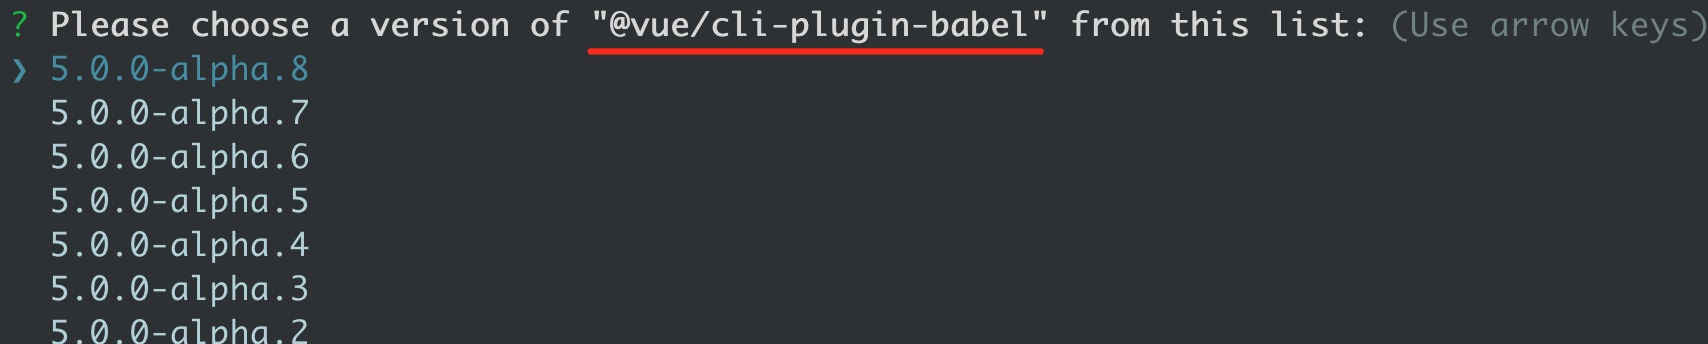 ? Please choose a version of "@vue/cli-plugin-babel" from this list: (Use arrow keys)
❯ 5.0.0-alpha.8
5.0.0-alpha.7
5.0.0-alpha.6
5.0.0-alpha.5
5.0.0-alpha.4
5.0.0-alpha.3
5.0.0-alpha.2